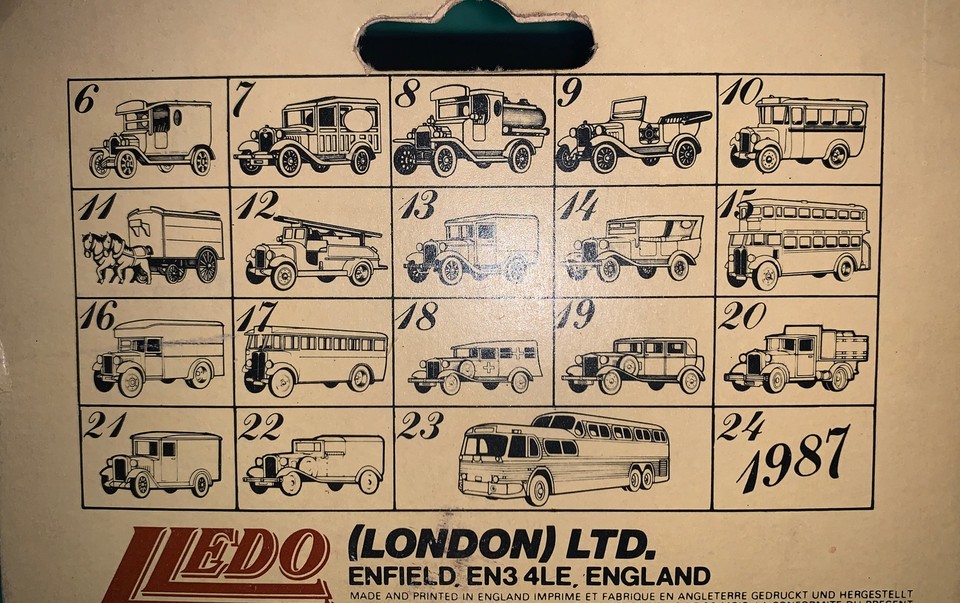 6 7 8 9 10
11 12 13 14 15
16 17 18 19 20
21 22 23 24
1987
LLEDO (LONDON) LTD.
ENFIELD, EN3 4LE, ENGLAND
MADE AND PRINTED IN ENGLAND IMPRIME ET FABRIQUE EN ANGLETERRE GEDRUCKT UND HERGESTELLT